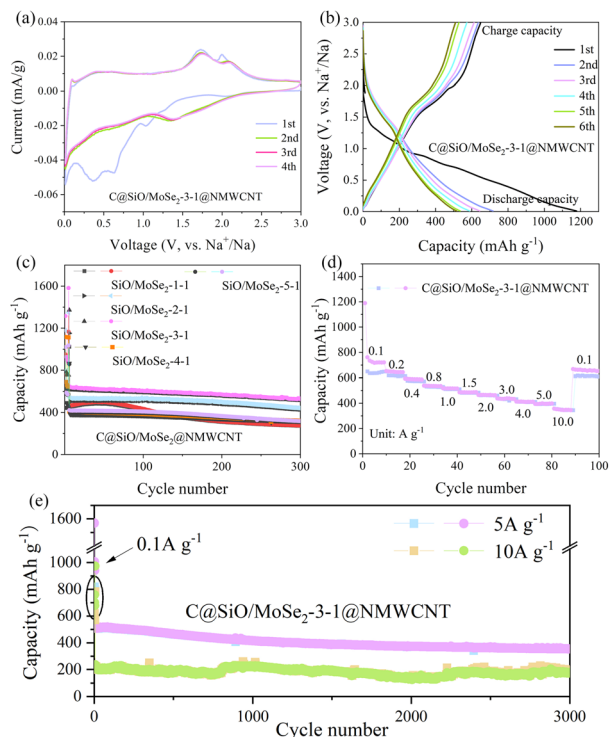 (a)
0.04
0.02
0.00
-0.02
-0.04
-0.06
Current (mA/g)
1st
2nd
3rd
4th
C@SiO/MoSe₂-3-1@NMWCNT
0.0 0.5 1.0 1.5 2.0 2.5 3.0
Voltage (V, vs. Na⁺/Na)
(b)
3.0
2.5
2.0
1.5
1.0
0.5
0.0
Voltage (V, vs. Na⁺/Na)
Charge capacity
1st
2nd
3rd
4th
5th
6th
C@SiO/MoSe₂-3-1@NMWCNT
Discharge capacity
0 200 400 600 800 1000 1200
Capacity (mAh g⁻¹)
(c)
1600
1200
800
400
Capacity (mAh g⁻¹)
SiO/MoSe₂-1-1
SiO/MoSe₂-5-1
SiO/MoSe₂-2-1
SiO/MoSe₂-3-1
SiO/MoSe₂-4-1
C@SiO/MoSe₂@NMWCNT
100 200 300
Cycle number
(d)
1400
1200
1000
800
600
400
200
0
Capacity (mAh g⁻¹)
C@SiO/MoSe₂-3-1@NMWCNT
0.1
0.2
0.4
0.8
1.0
1.5
2.0
3.0
4.0
5.0
10.0
0.1
Unit: A g⁻¹
0 20 40 60 80 100
Cycle number
(e)
1600
1000
800
600
400
200
0
Capacity (mAh g⁻¹)
0.1A g⁻¹
5A g⁻¹
10A g⁻¹
C@SiO/MoSe₂-3-1@NMWCNT
0 1000 2000 3000
Cycle number